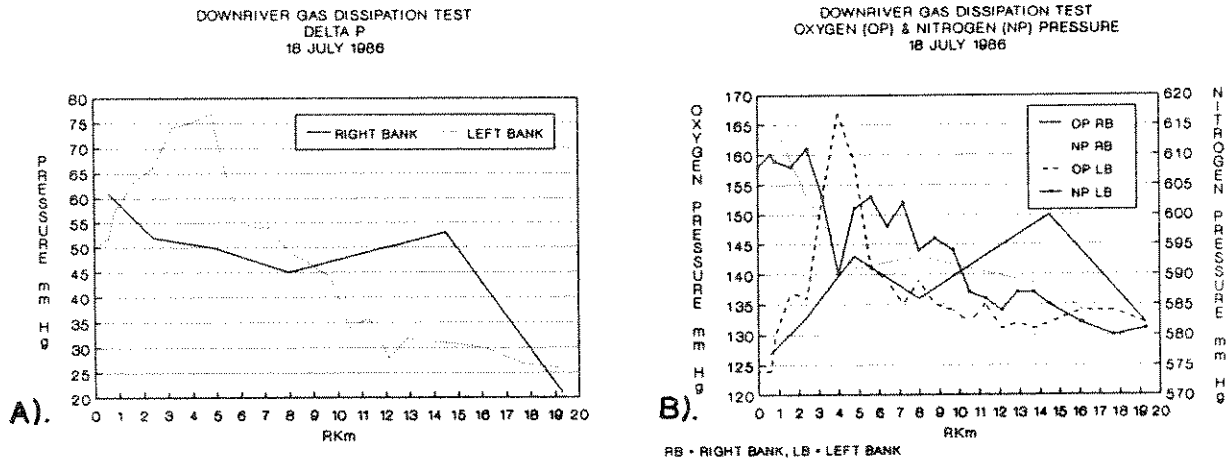 DOWNRIVER GAS DISSIPATION TEST
DELTA P
18 JULY 1986
PRESSURE mm Hg
80
75
70
65
60
55
50
45
40
35
30
25
20
RIGHT BANK LEFT BANK
0 1 2 3 4 5 6 7 8 9 10 11 12 13 14 15 16 17 18 19 20
RKm
A).
DOWNRIVER GAS DISSIPATION TEST
OXYGEN (OP) & NITROGEN (NP) PRESSURE
18 JULY 1986
OXYGEN PRESSURE mm Hg
170
165
160
155
150
145
140
135
130
125
120
OP RB
NP RB
OP LB
NP LB
NITROGEN PRESSURE mm Hg
620
615
610
605
600
595
590
585
580
575
570
0 1 2 3 4 5 6 7 8 9 10 11 12 13 14 15 16 17 18 19 20
RKm
B).
RB - RIGHT BANK, LB - LEFT BANK